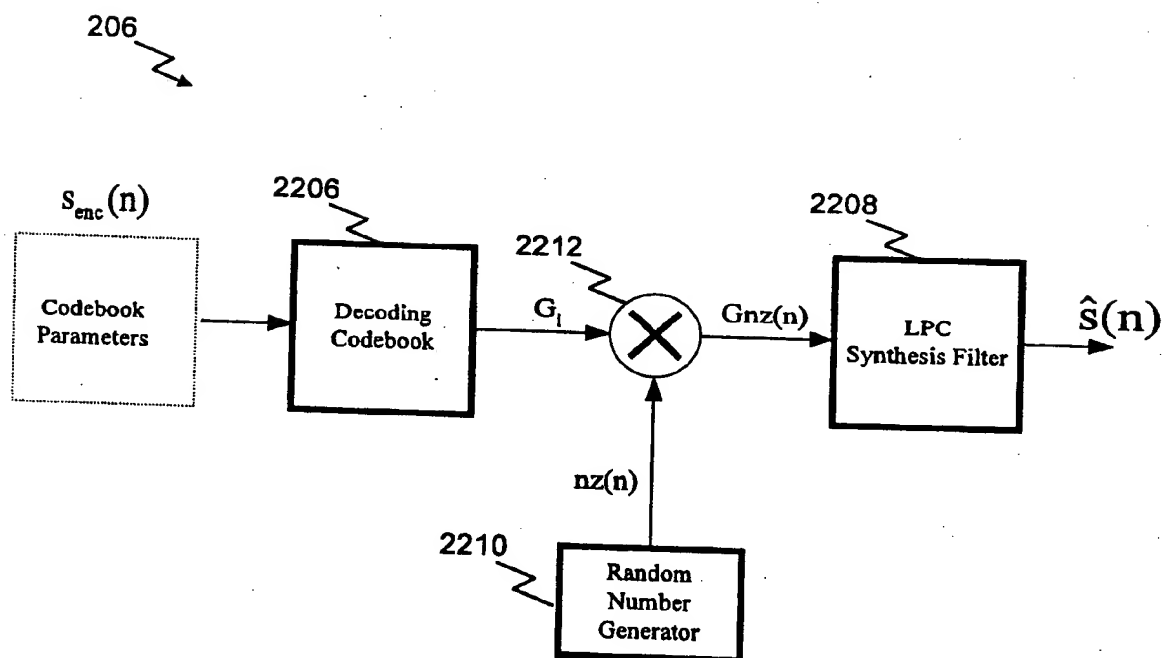 206
s_enc(n)
2206
2212
2208
Codebook
Parameters
Decoding
Codebook
G_l
Gnz(n)
LPC
Synthesis Filter
ŝ(n)
nz(n)
2210
Random
Number
Generator